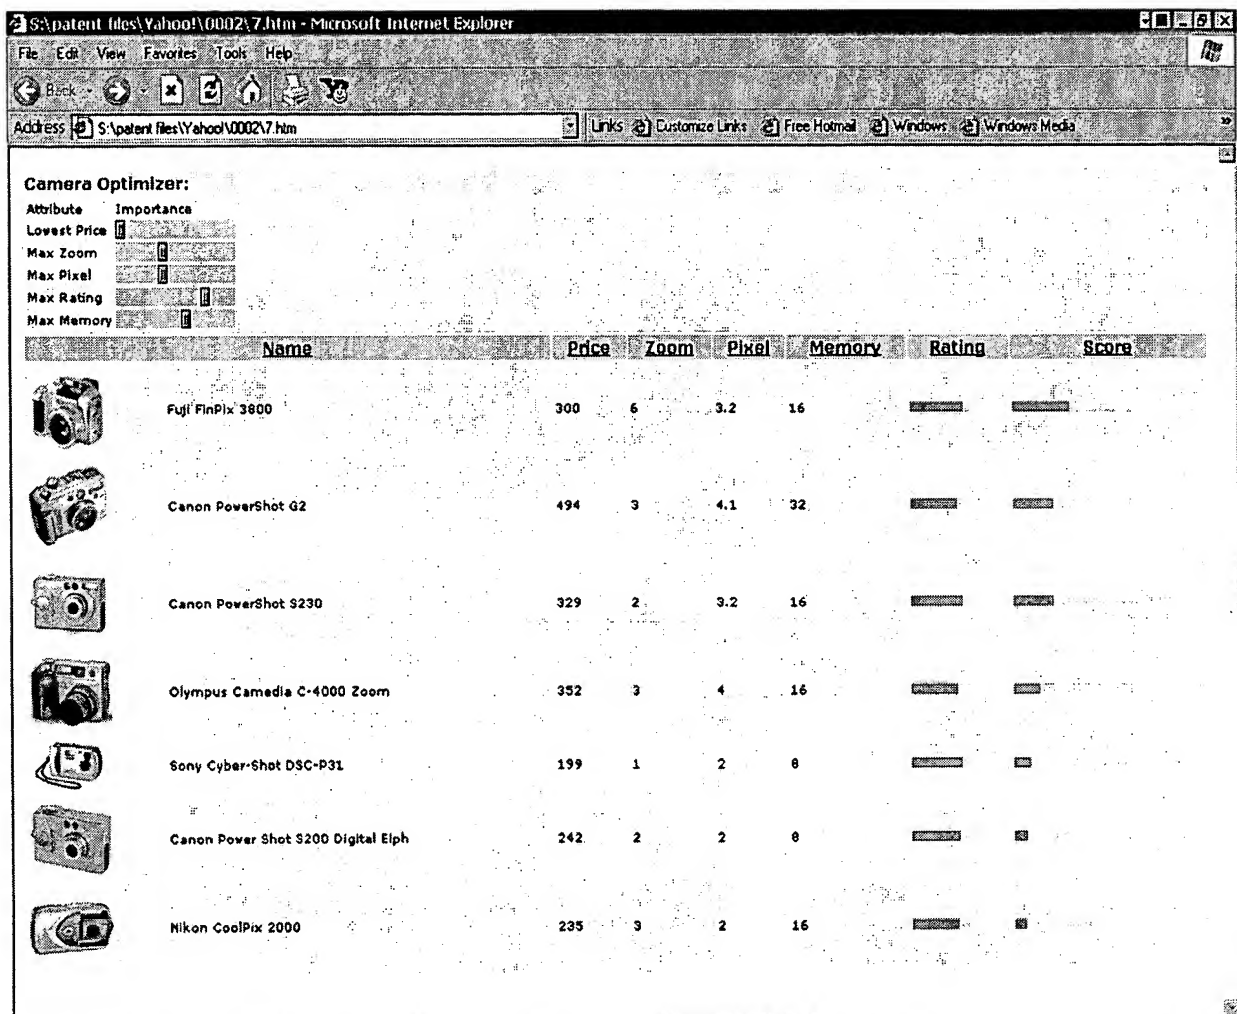 S:\patent files\Yahoo!\0002\7.htm - Microsoft Internet Explorer
File Edit View Favorites Tools Help
Back
Address S:\patent files\Yahoo!\0002\7.htm Links Customize Links Free Hotmail Windows Windows Media »
Camera Optimizer:
Attribute Importance
Lowest Price
Max Zoom
Max Pixel
Max Rating
Max Memory
Name Price Zoom Pixel Memory Rating Score
Fuji FinPix 3800 300 6 3.2 16
Canon PowerShot G2 494 3 4.1 32
Canon PowerShot S230 329 2 3.2 16
Olympus Camedia C-4000 Zoom 352 3 4 16
Sony Cyber-Shot DSC-P31 199 1 2 8
Canon Power Shot S200 Digital Elph 242 2 2 8
Nikon CoolPix 2000 235 3 2 16